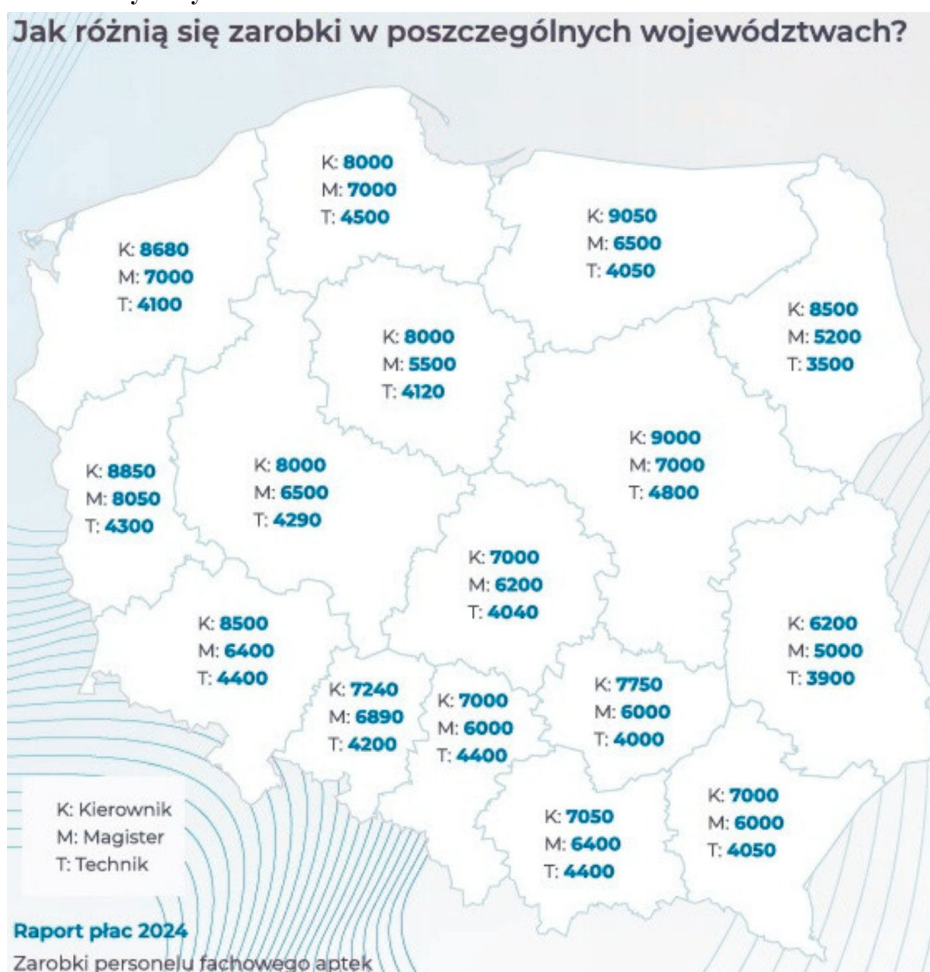 Jak różnią się zarobki w poszczególnych województwach?
K: 8000
M: 7000
T: 4500
K: 9050
M: 6500
T: 4050
K: 8680
M: 7000
T: 4100
K: 8500
M: 5200
T: 3500
K: 8000
M: 5500
T: 4120
K: 9000
M: 7000
T: 4800
K: 8850
M: 8050
T: 4300
K: 8000
M: 6500
T: 4290
K: 7000
M: 6200
T: 4040
K: 8500
M: 6400
T: 4400
K: 6200
M: 5000
T: 3900
K: 7240
M: 6890
T: 4200
K: 7000
M: 6000
T: 4400
K: 7750
M: 6000
T: 4000
K: 7050
M: 6400
T: 4400
K: 7000
M: 6000
T: 4050
K: Kierownik
M: Magister
T: Technik
Raport płac 2024
Zarobki personelu fachowego aptek